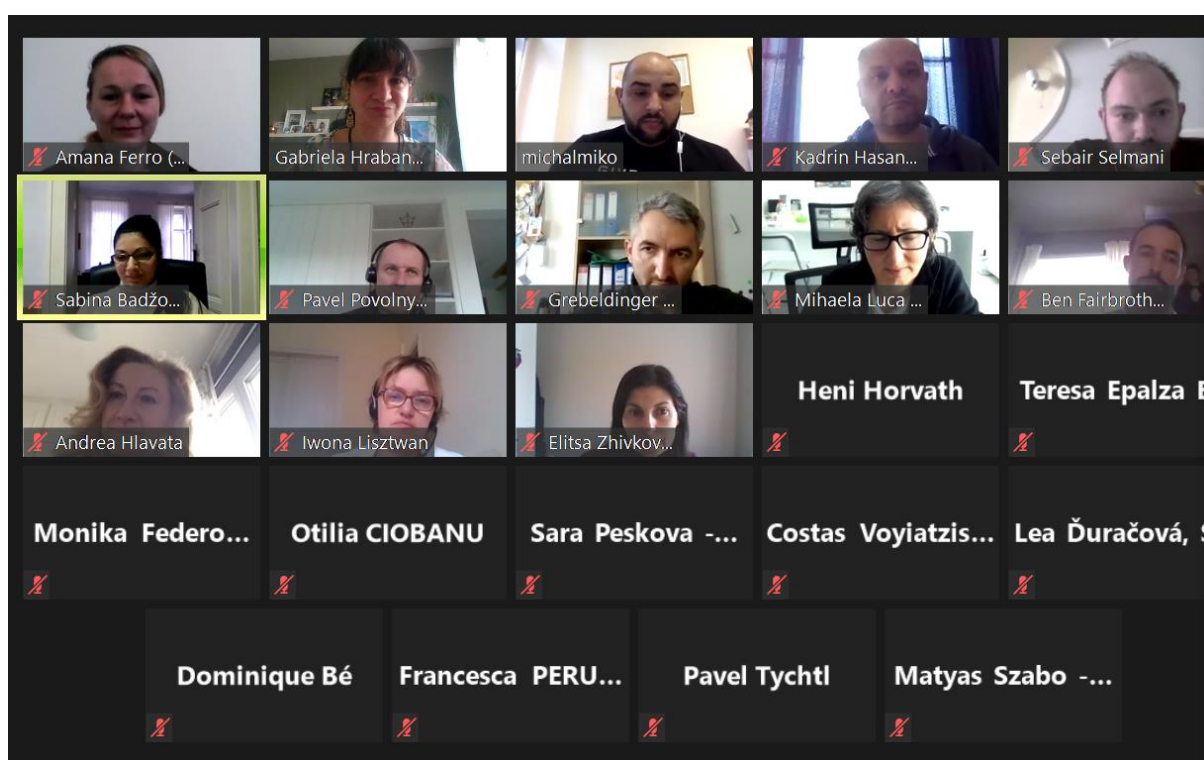 Amana Ferro (...
Gabriela Hraban...
michalmiko
Kadrin Hasan...
Sebair Selmani
Sabina Badžo...
Pavel Povolny...
Grebeldinger ...
Mihaela Luca ...
Ben Fairbroth...
Andrea Hlavata
Iwona Lisztwan
Elitsa Zhivkov...
Heni Horvath
Teresa Epalza
Monika Federo...
Otilia CIOBANU
Sara Peskova -...
Costas Voyiatzis...
Lea Ďuračová,
Dominique Bé
Francesca PERU...
Pavel Tychtl
Matyas Szabo -...